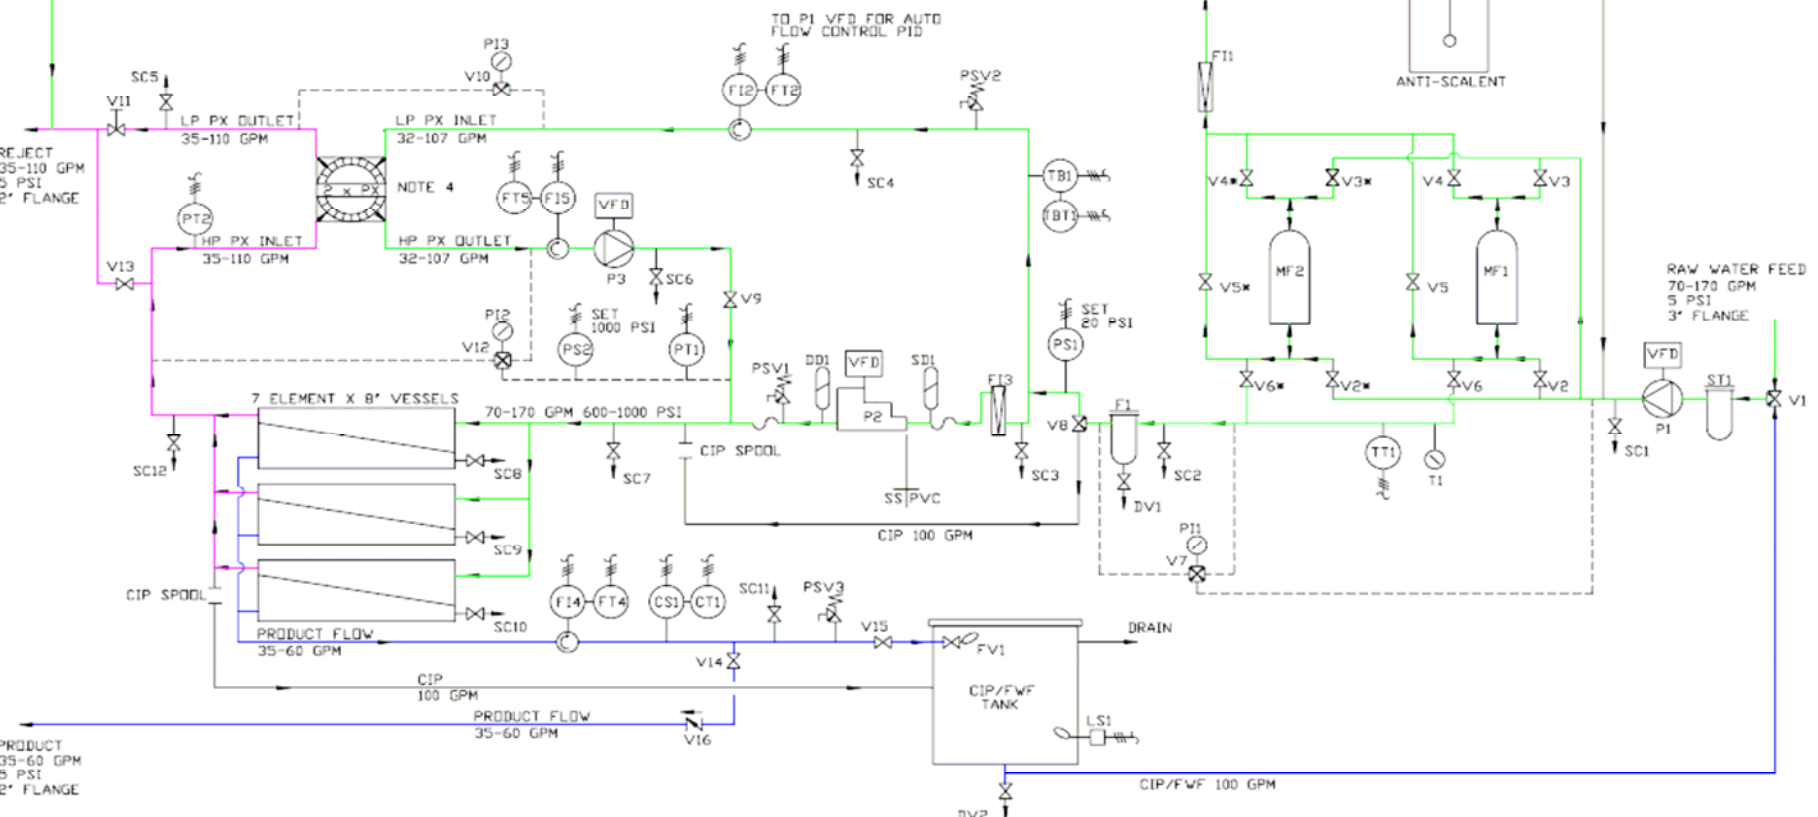 TO P1 VFD FOR AUTO
FLOW CONTROL PID
PI3
V10
SC5
V11
FI2
FT2
PSV2
FI1
ANTI-SCALENT
LP PX OUTLET
35-110 GPM
LP PX INLET
32-107 GPM
REJECT
35-110 GPM
5 PSI
2" FLANGE
2 x PX
NOTE 4
SC4
TB1
TBT1
V4*
V3*
V4
V3
PT2
FT5
FI5
VFD
HP PX INLET
35-110 GPM
HP PX OUTLET
32-107 GPM
P3
SC6
V13
V9
MF2
MF1
V5*
V5
RAW WATER FEED
70-170 GPM
5 PSI
3" FLANGE
PI2
V12
SET
1000 PSI
PS2
PT1
SET
20 PSI
PS1
PSV1
DD1
VFD
SD1
FI3
P2
V6*
V2*
V6
V2
VFD
ST1
P1
V1
7 ELEMENT X 8" VESSELS
70-170 GPM 600-1000 PSI
V8
F1
CIP SPOOL
SC12
SC8
SC7
SC3
SC2
TT1
T1
SC1
SS
PVC
DV1
CIP 100 GPM
SC9
PI1
V7
CIP SPOOL
SC10
FI4
FT4
CS1
CT1
SC11
PSV3
V15
FV1
DRAIN
PRODUCT FLOW
35-60 GPM
V14
CIP
100 GPM
CIP/FWF
TANK
PRODUCT FLOW
35-60 GPM
V16
LS1
PRODUCT
35-60 GPM
5 PSI
2" FLANGE
CIP/FWF 100 GPM
DV2